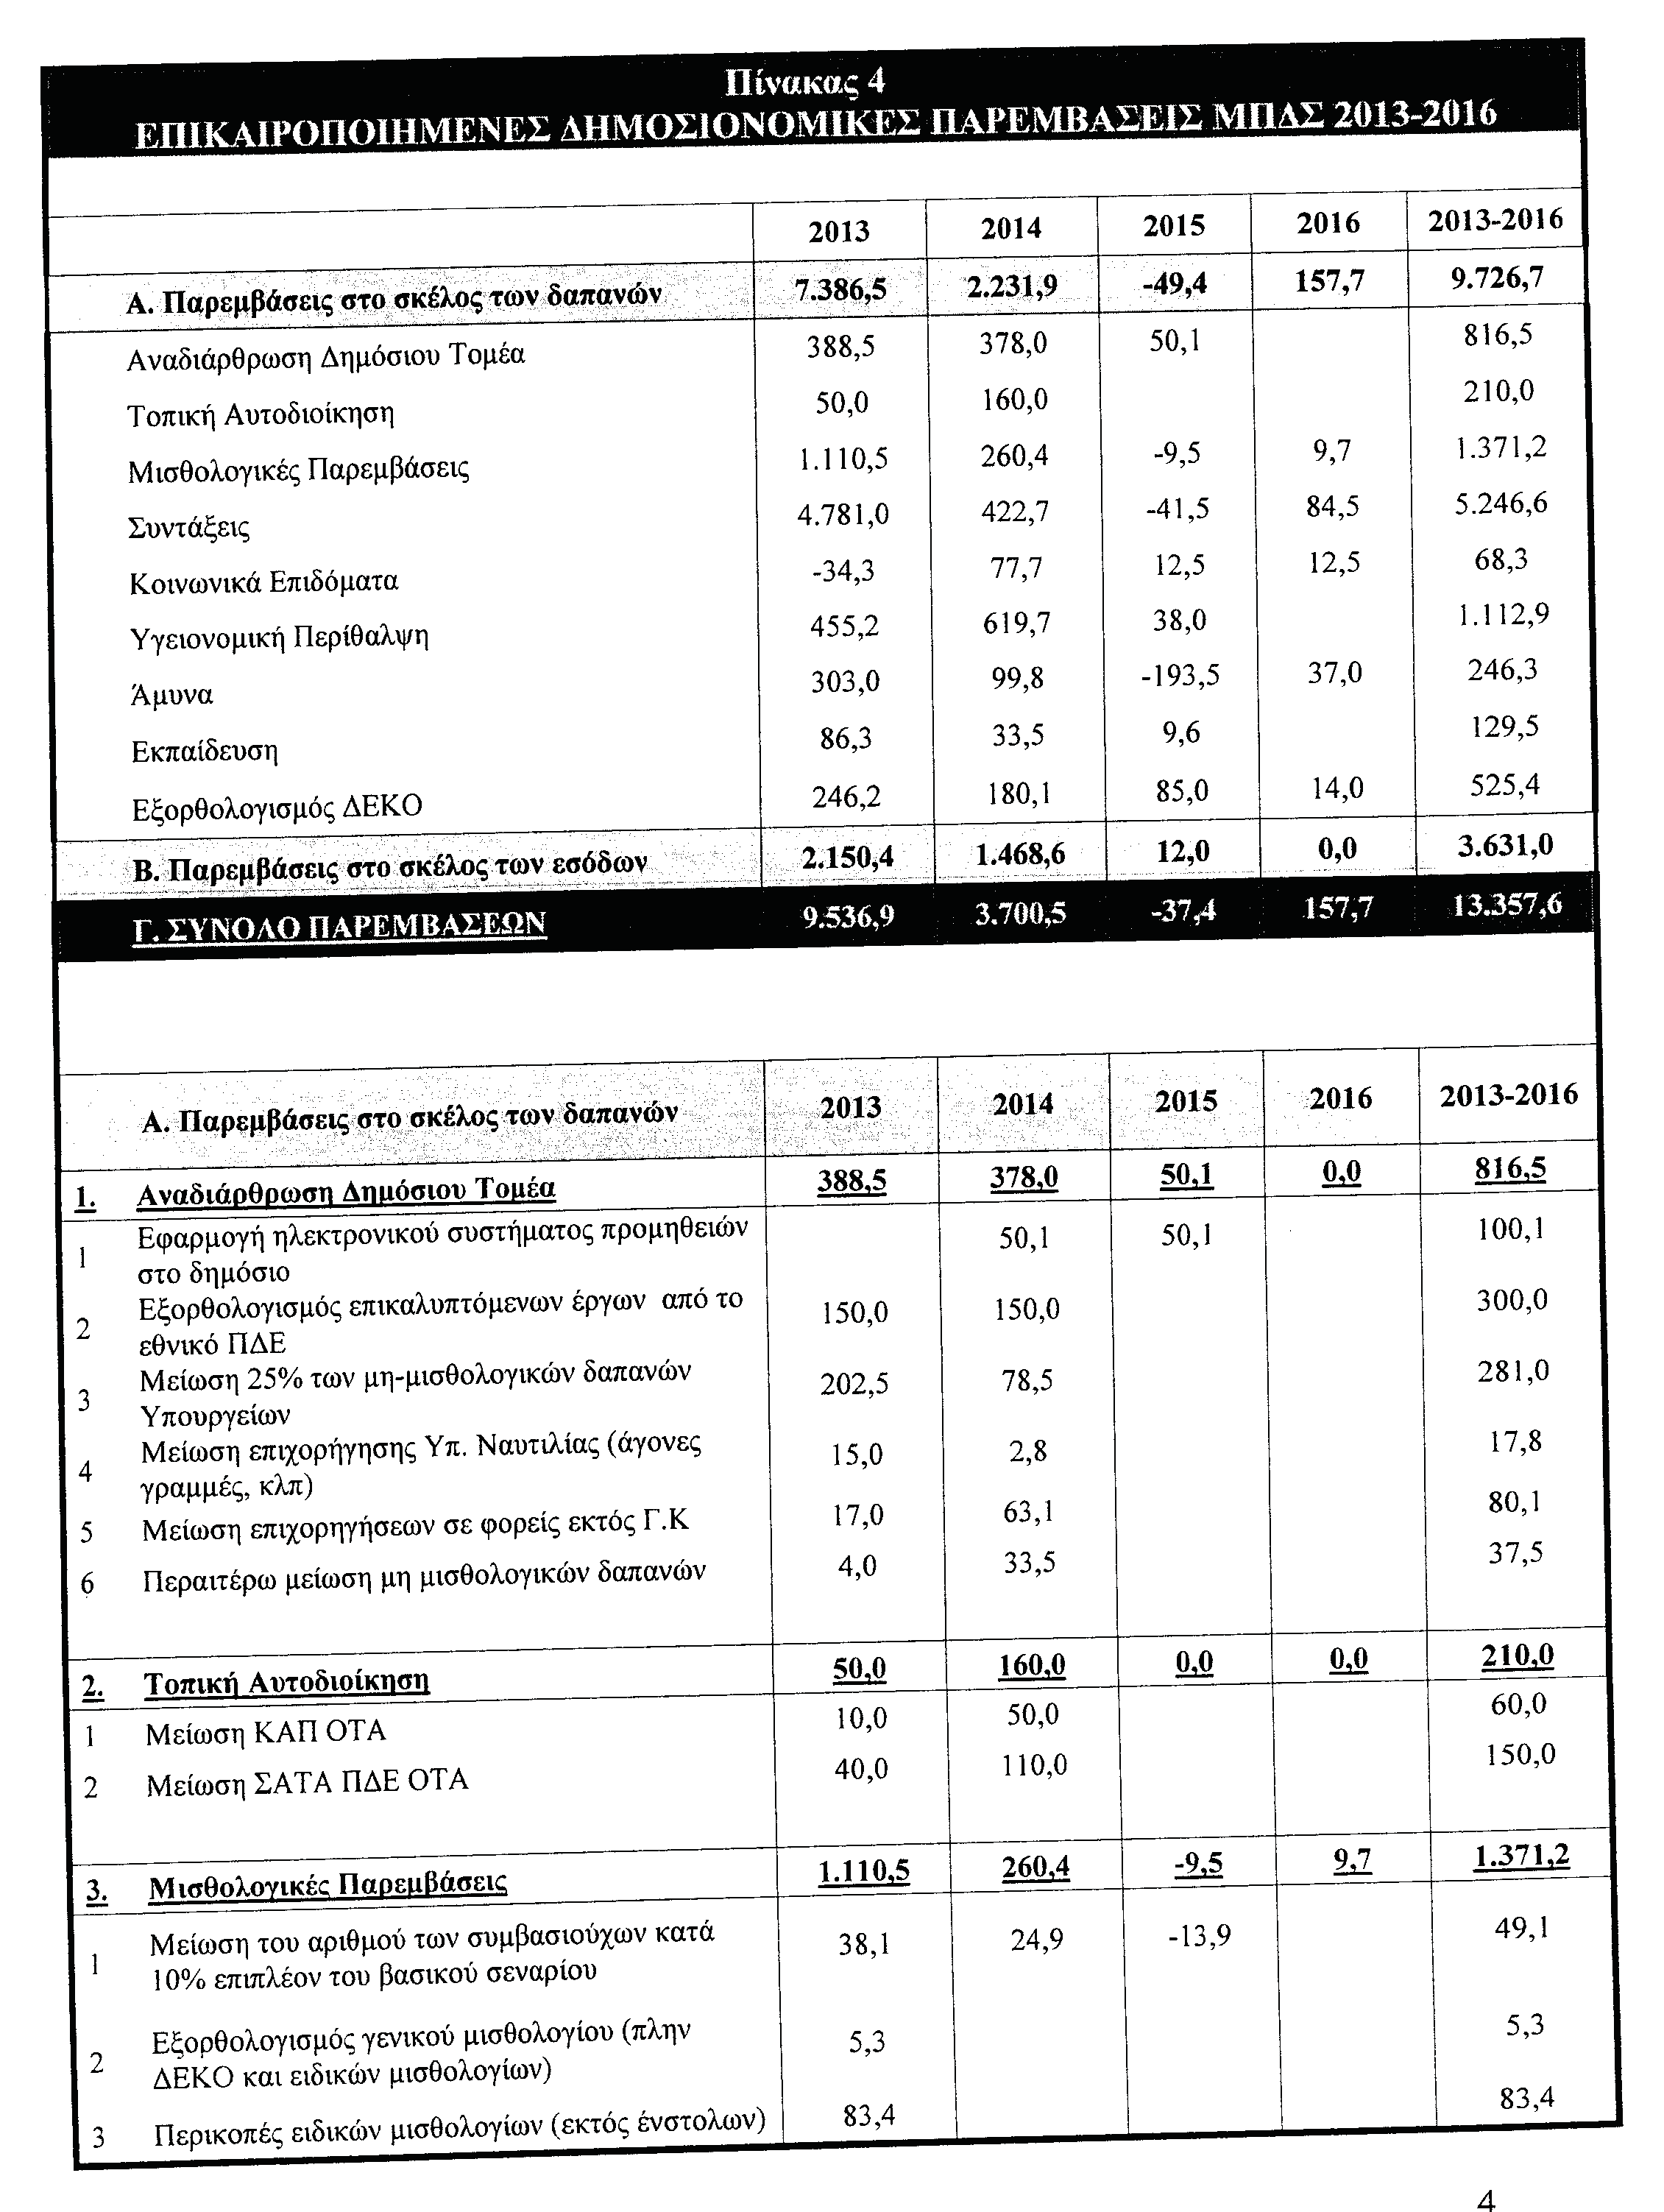 Πίνακας 4
ΕΠΙΚΑΙΡΟΠΟΙΗΜΕΝΕΣ ΔΗΜΟΣΙΟΝΟΜΙΚΕΣ ΠΑΡΕΜΒΑΣΕΙΣ ΜΠΔΣ 2013-2016
2013 2014 2015 2016 2013-2016
Α. Παρεμβάσεις στο σκέλος των δαπανών 7.386,5 2.231,9 -49,4 157,7 9.726,7
Αναδιάρθρωση Δημόσιου Τομέα 388,5 378,0 50,1 816,5
Τοπική Αυτοδιοίκηση 50,0 160,0 210,0
Μισθολογικές Παρεμβάσεις 1.110,5 260,4 -9,5 9,7 1.371,2
Συντάξεις 4.781,0 422,7 -41,5 84,5 5.246,6
Κοινωνικά Επιδόματα -34,3 77,7 12,5 12,5 68,3
Υγειονομική Περίθαλψη 455,2 619,7 38,0 1.112,9
Άμυνα 303,0 99,8 -193,5 37,0 246,3
Εκπαίδευση 86,3 33,5 9,6 129,5
Εξορθολογισμός ΔΕΚΟ 246,2 180,1 85,0 14,0 525,4
Β. Παρεμβάσεις στο σκέλος των εσόδων 2.150,4 1.468,6 12,0 0,0 3.631,0
Γ. ΣΥΝΟΛΟ ΠΑΡΕΜΒΑΣΕΩΝ 9.536,9 3.700,5 -37,4 157,7 13.357,6
Α. Παρεμβάσεις στο σκέλος των δαπανών 2013 2014 2015 2016 2013-2016
1. Αναδιάρθρωση Δημόσιου Τομέα 388,5 378,0 50,1 0,0 816,5
1 Εφαρμογή ηλεκτρονικού συστήματος προμηθειών 50,1 50,1 100,1
στο δημόσιο
2 Εξορθολογισμός επικαλυπτόμενων έργων από το 150,0 150,0 300,0
εθνικό ΠΔΕ
3 Μείωση 25% των μη-μισθολογικών δαπανών 202,5 78,5 281,0
Υπουργείων
4 Μείωση επιχορήγησης Υπ. Ναυτιλίας (άγονες 15,0 2,8 17,8
γραμμές, κλπ)
5 Μείωση επιχορηγήσεων σε φορείς εκτός Γ.Κ 17,0 63,1 80,1
6 Περαιτέρω μείωση μη μισθολογικών δαπανών 4,0 33,5 37,5
2. Τοπική Αυτοδιοίκηση 50,0 160,0 0,0 0,0 210,0
1 Μείωση ΚΑΠ ΟΤΑ 10,0 50,0 60,0
2 Μείωση ΣΑΤΑ ΠΔΕ ΟΤΑ 40,0 110,0 150,0
3. Μισθολογικές Παρεμβάσεις 1.110,5 260,4 -9,5 9,7 1.371,2
1 Μείωση του αριθμού των συμβασιούχων κατά 38,1 24,9 -13,9 49,1
10% επιπλέον του βασικού σεναρίου
2 Εξορθολογισμός γενικού μισθολογίου (πλην 5,3 5,3
ΔΕΚΟ και ειδικών μισθολογίων)
3 Περικοπές ειδικών μισθολογίων (εκτός ένστολων) 83,4 83,4
4